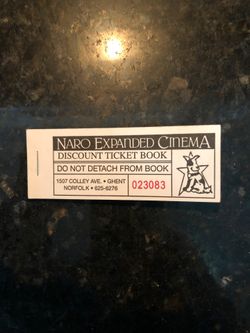 NARO EXPANDED CINEMA
DISCOUNT TICKET BOOK
DO NOT DETACH FROM BOOK
1507 COLLEY AVE. • GHENT
NORFOLK • 625-6276
023083